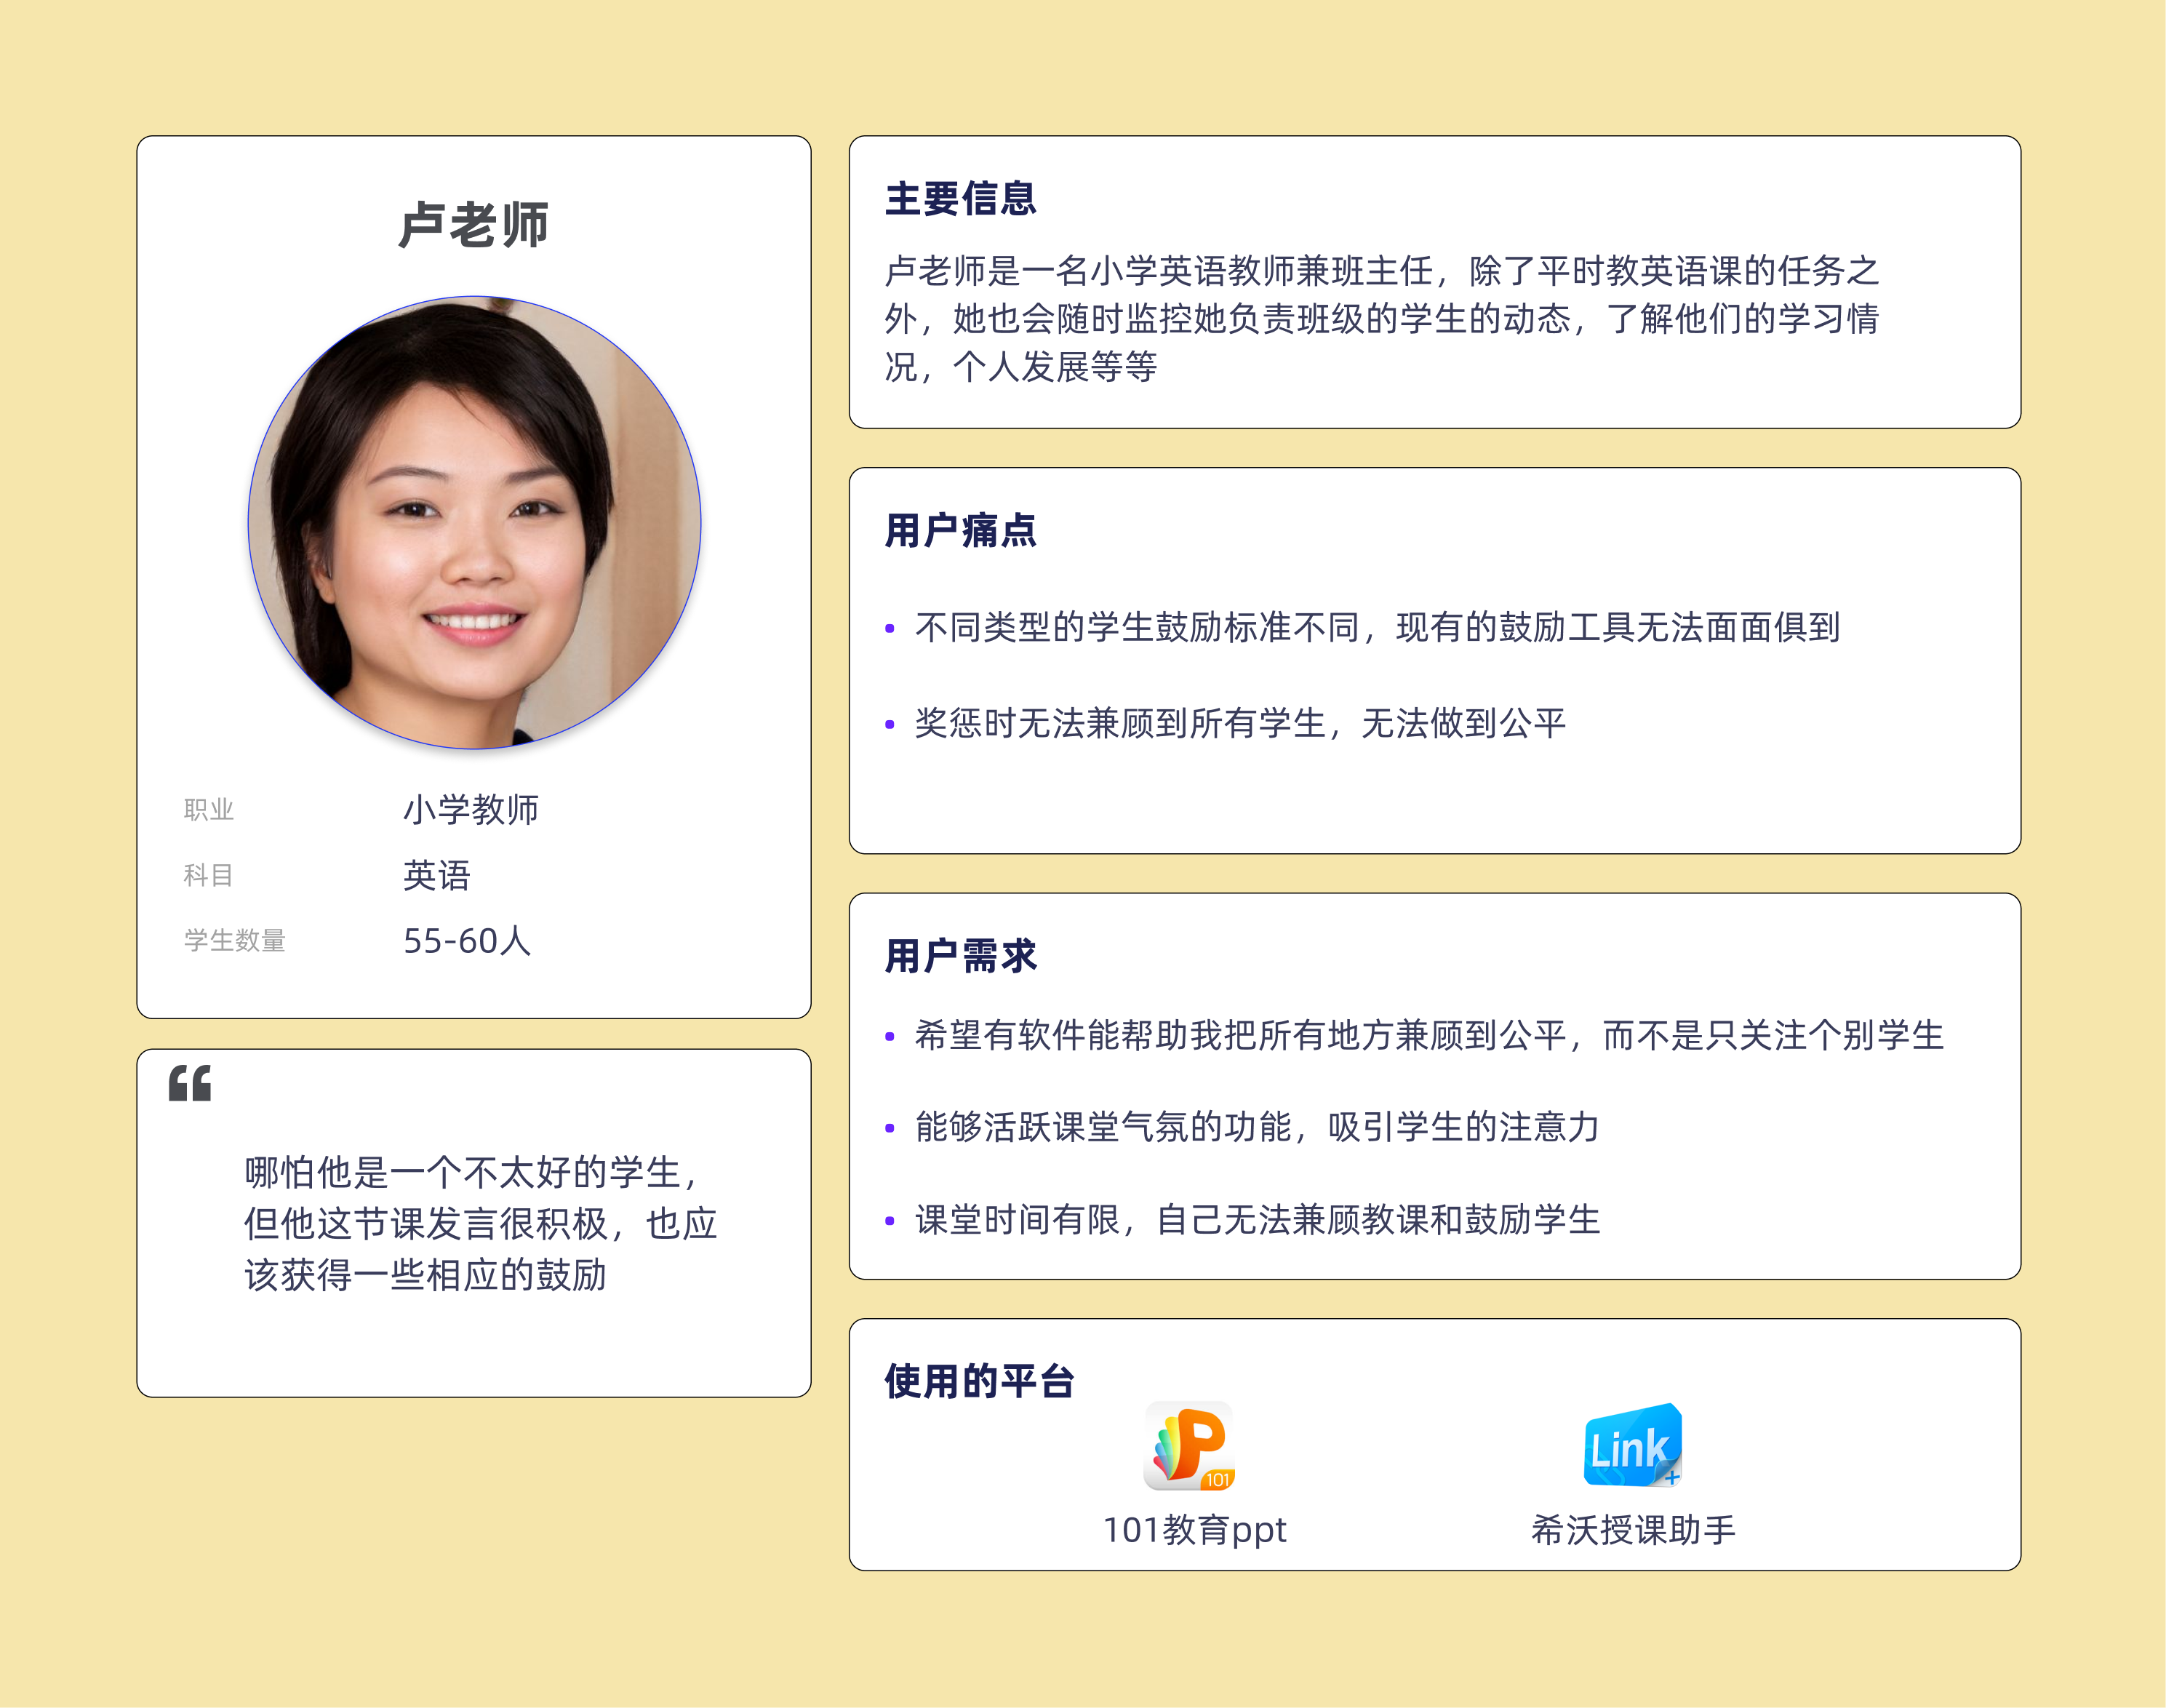 卢老师
职业 小学教师
科目 英语
学生数量 55-60人
“
哪怕他是一个不太好的学生，
但他这节课发言很积极，也应
该获得一些相应的鼓励
主要信息
卢老师是一名小学英语教师兼班主任，除了平时教英语课的任务之
外，她也会随时监控她负责班级的学生的动态，了解他们的学习情
况，个人发展等等
用户痛点
• 不同类型的学生鼓励标准不同，现有的鼓励工具无法面面俱到
• 奖惩时无法兼顾到所有学生，无法做到公平
用户需求
• 希望有软件能帮助我把所有地方兼顾到公平，而不是只关注个别学生
• 能够活跃课堂气氛的功能，吸引学生的注意力
• 课堂时间有限，自己无法兼顾教课和鼓励学生
使用的平台
P 101
Link +
101教育ppt
希沃授课助手